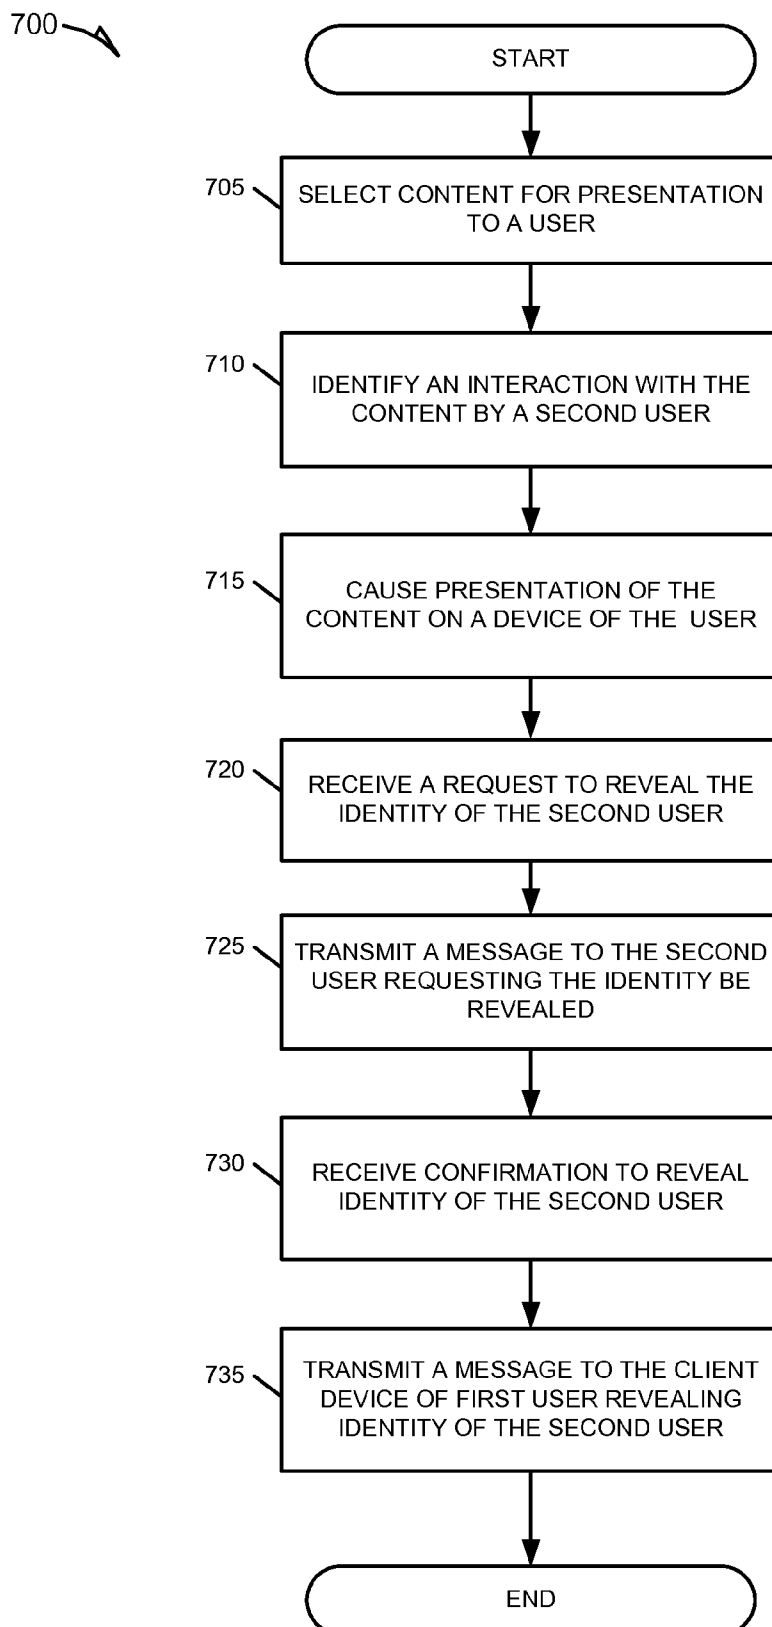 700
START
705
SELECT CONTENT FOR PRESENTATION
TO A USER
710
IDENTIFY AN INTERACTION WITH THE
CONTENT BY A SECOND USER
715
CAUSE PRESENTATION OF THE
CONTENT ON A DEVICE OF THE USER
720
RECEIVE A REQUEST TO REVEAL THE
IDENTITY OF THE SECOND USER
725
TRANSMIT A MESSAGE TO THE SECOND
USER REQUESTING THE IDENTITY BE
REVEALED
730
RECEIVE CONFIRMATION TO REVEAL
IDENTITY OF THE SECOND USER
735
TRANSMIT A MESSAGE TO THE CLIENT
DEVICE OF FIRST USER REVEALING
IDENTITY OF THE SECOND USER
END